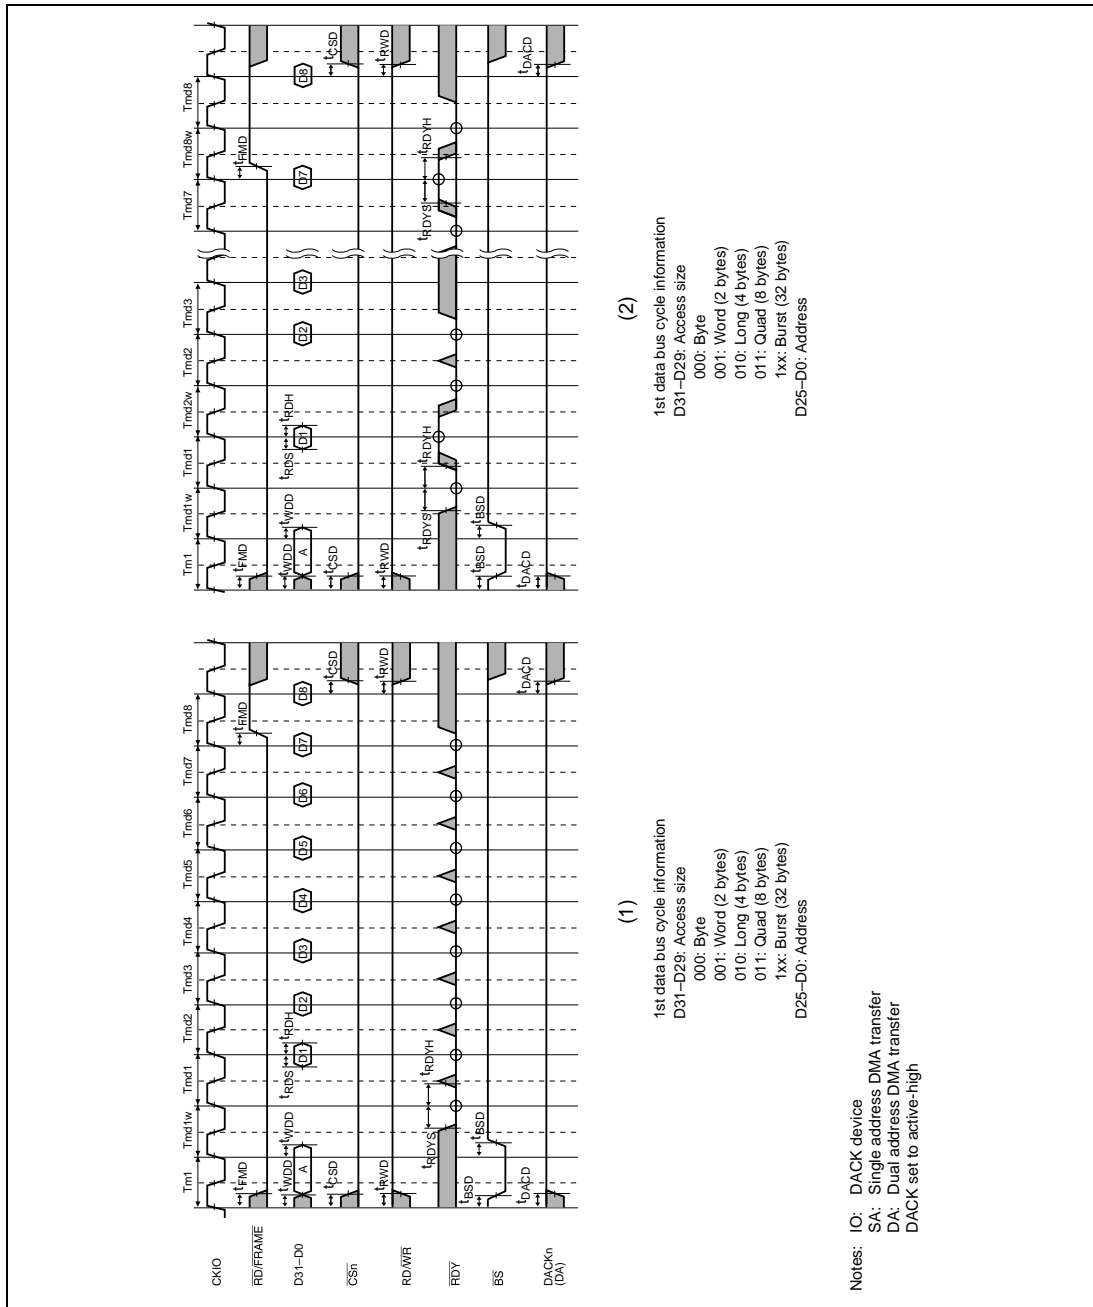 CKIO
RD/FRAME
D31–D0
CSn
RD/WR
RDY
BS
DACKn
(DA)
Tm1 Tmd1w Tmd1 Tmd2 Tmd3 Tmd4 Tmd5 Tmd6 Tmd7 Tmd8
tFMD tFMD
tWDD tWDD tRDS tRDH
A D1 D2 D3 D4 D5 D6 D7 D8
tCSD tCSD
tRWD tRWD
tRDYS tRDYH
tBSD tBSD
tDACD tDACD
(1)
1st data bus cycle information
D31–D29: Access size
000: Byte
001: Word (2 bytes)
010: Long (4 bytes)
011: Quad (8 bytes)
1xx: Burst (32 bytes)
D25–D0: Address
Tm1 Tmd1w Tmd1 Tmd2w Tmd2 Tmd3 Tmd7 Tmd8w Tmd8
tFMD tFMD
tWDD tWDD tRDS tRDH
A D1 D2 D3 D7 D8
tCSD tCSD
tRWD tRWD
tRDYS tRDYH tRDYS tRDYH
tBSD tBSD
tDACD tDACD
(2)
1st data bus cycle information
D31–D29: Access size
000: Byte
001: Word (2 bytes)
010: Long (4 bytes)
011: Quad (8 bytes)
1xx: Burst (32 bytes)
D25–D0: Address
Notes: IO: DACK device
SA: Single address DMA transfer
DA: Dual address DMA transfer
DACK set to active-high